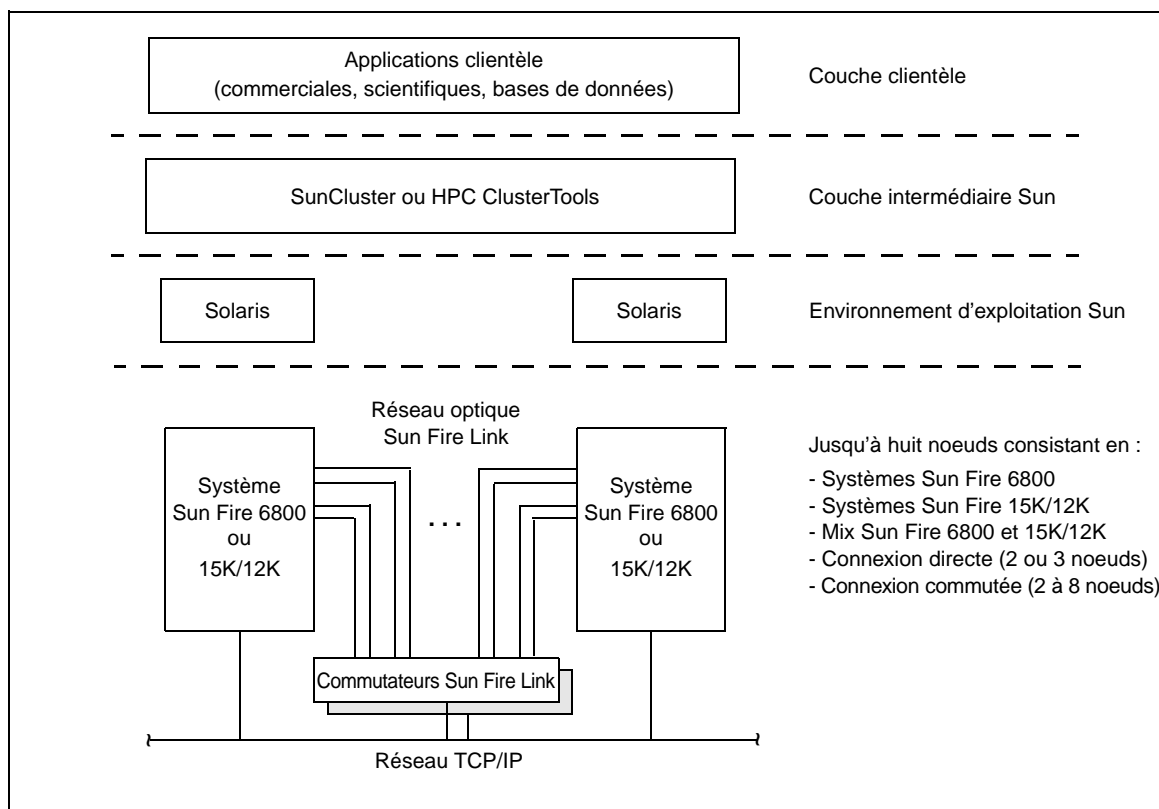 Applications clientèle
(commerciales, scientifiques, bases de données)
Couche clientèle
SunCluster ou HPC ClusterTools
Couche intermédiaire Sun
Solaris
Solaris
Environnement d'exploitation Sun
Réseau optique
Sun Fire Link
Système
Sun Fire 6800
ou
15K/12K
. . .
Système
Sun Fire 6800
ou
15K/12K
Jusqu'à huit noeuds consistant en :
- Systèmes Sun Fire 6800
- Systèmes Sun Fire 15K/12K
- Mix Sun Fire 6800 et 15K/12K
- Connexion directe (2 ou 3 noeuds)
- Connexion commutée (2 à 8 noeuds)
Commutateurs Sun Fire Link
Réseau TCP/IP